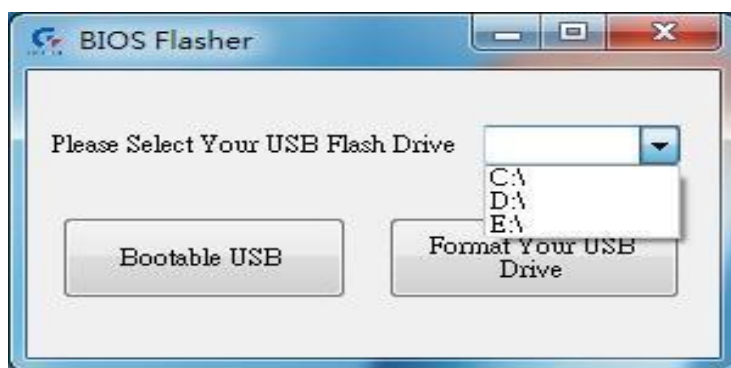 BIOS Flasher
Please Select Your USB Flash Drive
C:\
D:\
E:\
Bootable USB
Format Your USB
Drive